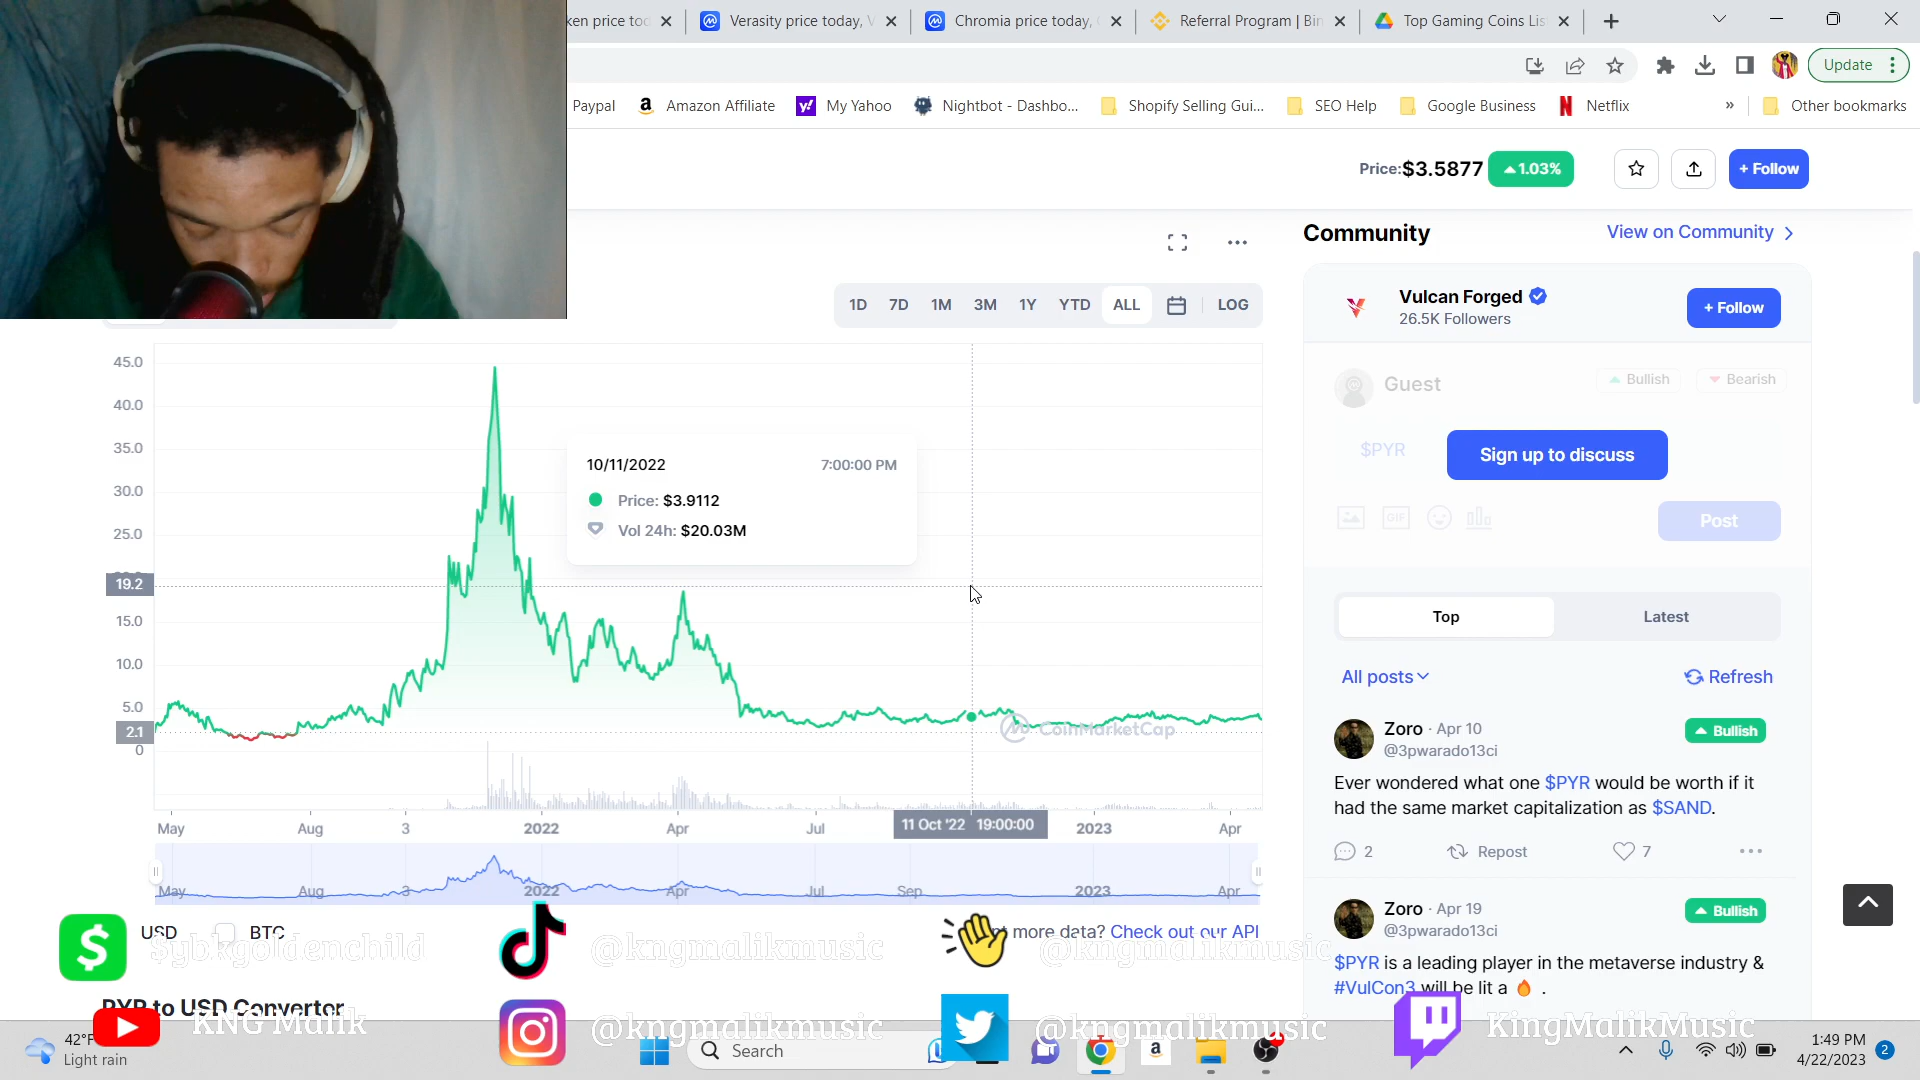 ken price tod
Verasity price today, V
Chromia price today,
Referral Program | Bin
Top Gaming Coins Lis
Update
Paypal
Amazon Affiliate
My Yahoo
Nightbot - Dashbo...
Shopify Selling Gui...
SEO Help
Google Business
Netflix
»
Other bookmarks
Price:$3.5877
1.03%
+ Follow
Community
View on Community
1D
7D
1M
3M
1Y
YTD
ALL
LOG
Vulcan Forged
26.5K Followers
+ Follow
Guest
Bullish
Bearish
$PYR
Sign up to discuss
GIF
Post
45.0
40.0
35.0
30.0
25.0
19.2
15.0
10.0
5.0
2.1
0
10/11/2022
7:00:00 PM
Price: $3.9112
Vol 24h: $20.03M
CoinMarketCap
May
Aug
3
2022
Apr
Jul
11 Oct '22 19:00:00
2023
Apr
May
Aug
3
2022
Apr
Jul
Sep
2023
Apr
Top
Latest
All posts
Refresh
Zoro · Apr 10
@3pwarado13ci
Bullish
Ever wondered what one $PYR would be worth if it
had the same market capitalization as $SAND.
2
Repost
7
Zoro · Apr 19
@3pwarado13ci
Bullish
$PYR is a leading player in the metaverse industry &
#VulCon3 will be lit a 🔥 .
USD
BTC
more data? Check out our API
$ybkgoldenchild
@kngmalikmusic
@kngmalikmusic
PYR to USD Converter
KNG Malik
@kngmalikmusic
@kngmalikmusic
KingMalikMusic
42°F
Light rain
Search
1:49 PM
4/22/2023
2